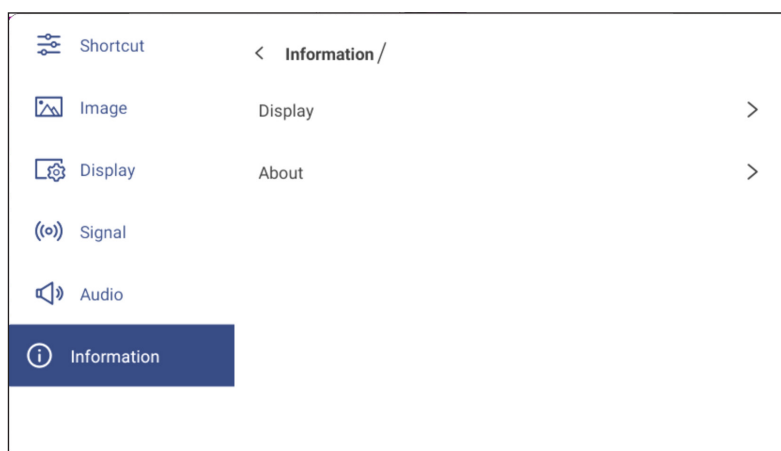 Shortcut
Image
Display
Signal
Audio
Information
< Information /
Display >
About >